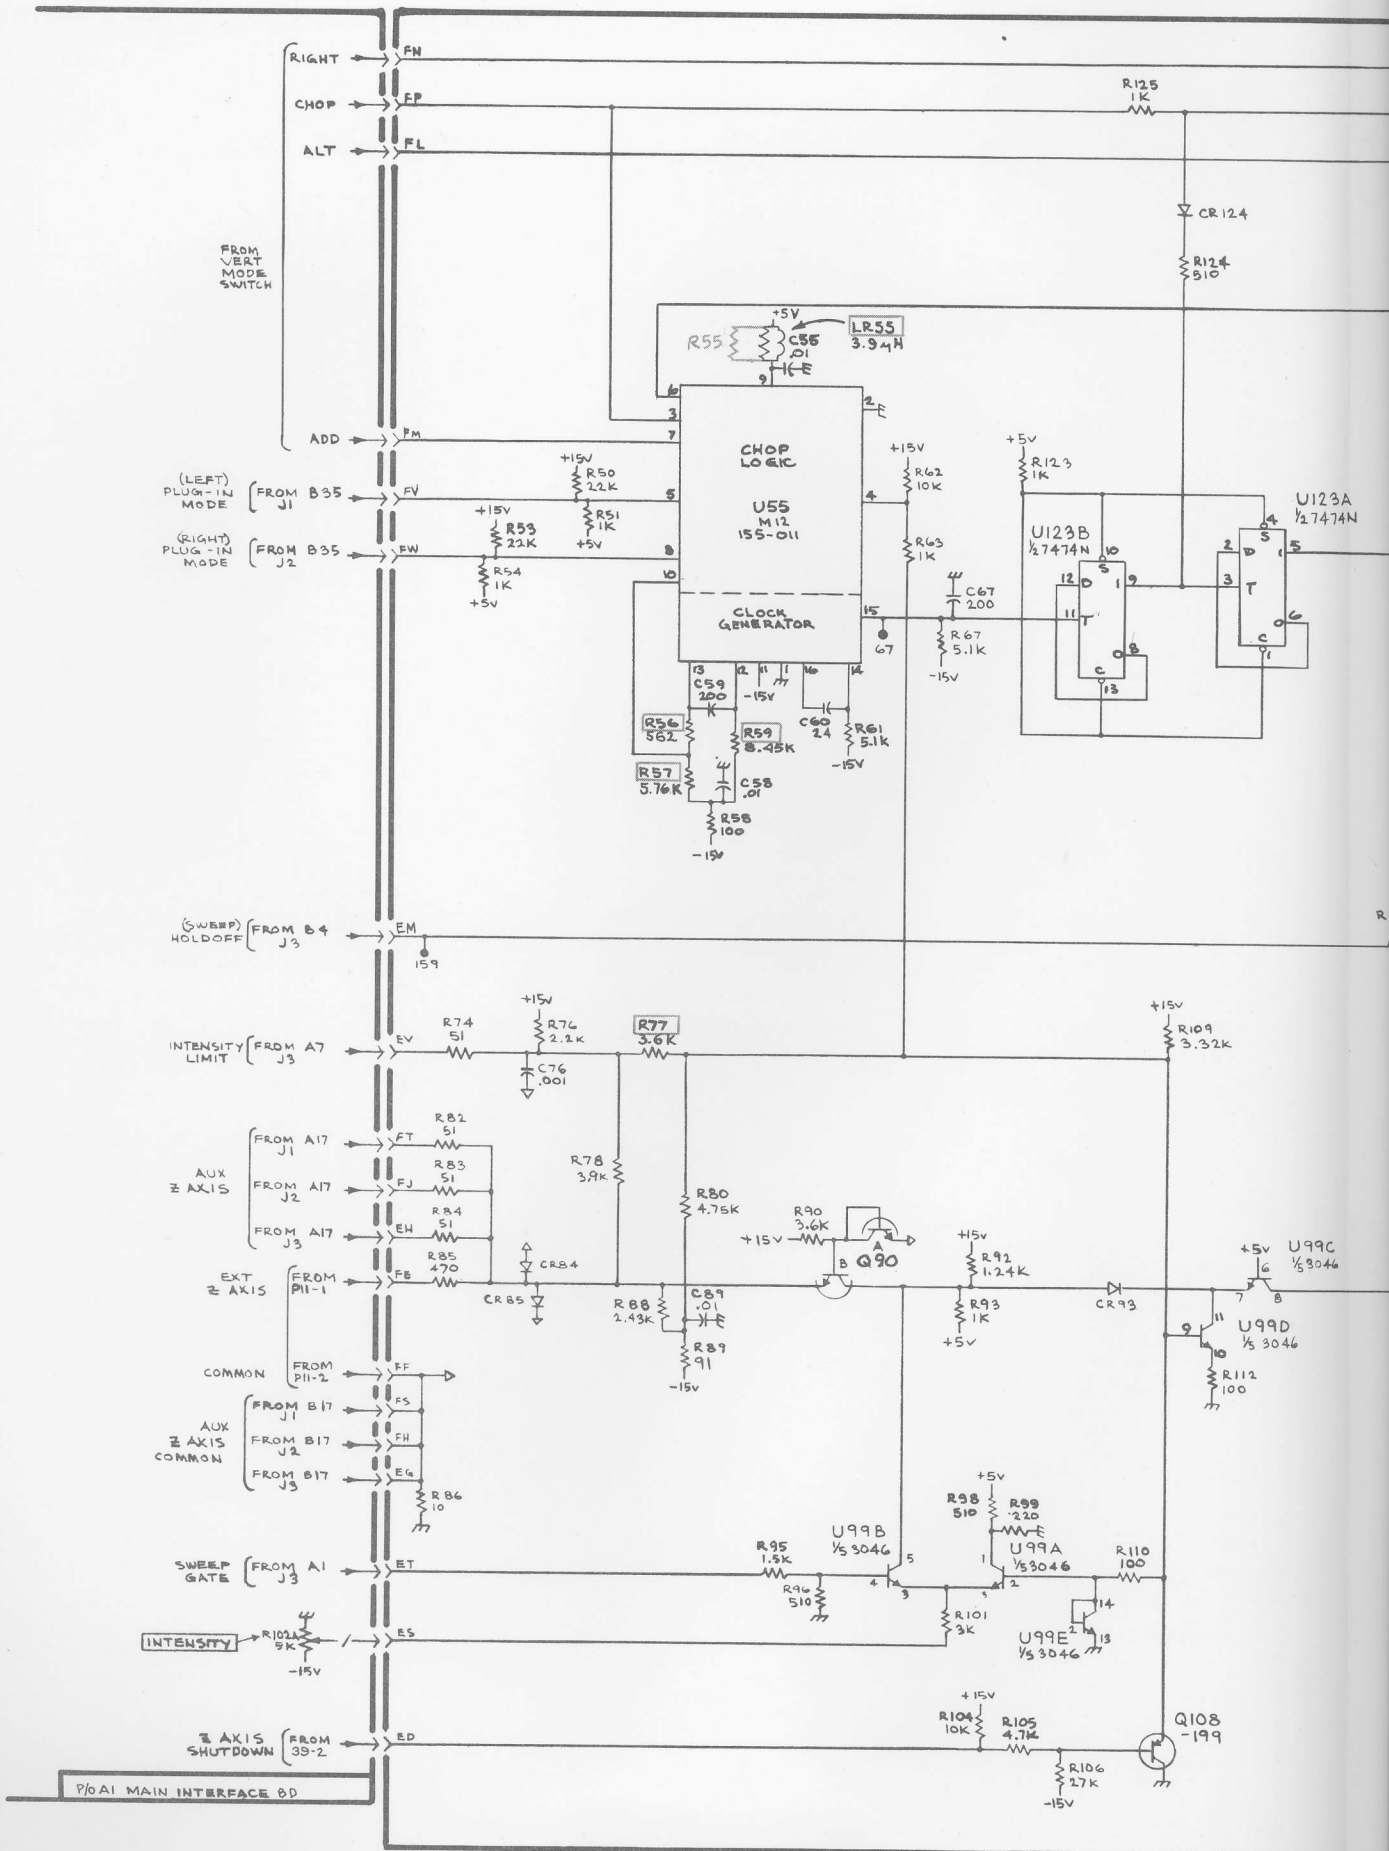 RIGHT
FN
CHOP
FP
ALT
FL
R125
1K
CR124
R124
510
FROM
VERT
MODE
SWITCH
+5V
LR55
3.9µH
R55
C55
.01
9
6
3
7
5
8
10
2
4
15
CHOP
LOGIC
U55
M12
155-011
CLOCK
GENERATOR
ADD
FM
(LEFT)
PLUG-IN
MODE
FROM B35
J1
FV
+15V
R50
22K
R51
1K
+5V
(RIGHT)
PLUG-IN
MODE
FROM B35
J2
FW
+15V
R53
22K
R54
1K
+5V
+15V
R62
10K
R63
1K
+5V
R123
1K
U123B
½7474N
U123A
½7474N
10
S
12
D
1
9
11
T
0
8
C
13
4
S
2
D
1
5
3
T
0
6
C
1
C67
200
67
R67
5.1K
-15V
13
12
11
1
16
14
C59
200
-15V
R56
562
R59
8.45K
C60
24
R61
5.1K
-15V
R57
5.76K
C58
.01
R58
100
-15V
(SWEEP)
HOLDOFF
FROM B4
J3
EM
159
R
INTENSITY
LIMIT
FROM A7
J3
EV
R74
51
+15V
R76
2.2K
C76
.001
R77
3.6K
+15V
R109
3.32K
AUX
Z AXIS
FROM A17
J1
FT
R82
51
FROM A17
J2
FJ
R83
51
FROM A17
J3
EH
R84
51
R78
3.9K
R80
4.75K
EXT
Z AXIS
FROM
P11-1
FE
R85
470
CR84
CR85
R88
2.43K
C89
.01
R89
91
-15V
+15V
R90
3.6K
A
Q90
B
+15V
R92
1.24K
R93
1K
+5V
CR93
+5V
6
7
8
U99C
⅕3046
9
11
10
U99D
⅕3046
R112
100
COMMON
FROM
P11-2
FF
AUX
Z AXIS
COMMON
FROM B17
J1
FS
FROM B17
J2
FH
FROM B17
J3
EG
R86
10
+5V
R98
510
R99
220
SWEEP
GATE
FROM A1
J3
ET
R95
1.5K
R96
510
U99B
⅕3046
4
5
3
1
U99A
⅕3046
2
R110
100
R101
3K
14
2
13
U99E
⅕3046
INTENSITY
R102A
5K
-15V
ES
Z AXIS
SHUTDOWN
FROM
39-2
ED
+15V
R104
10K
R105
4.7K
R106
27K
-15V
Q108
-199
P/O A1 MAIN INTERFACE BD